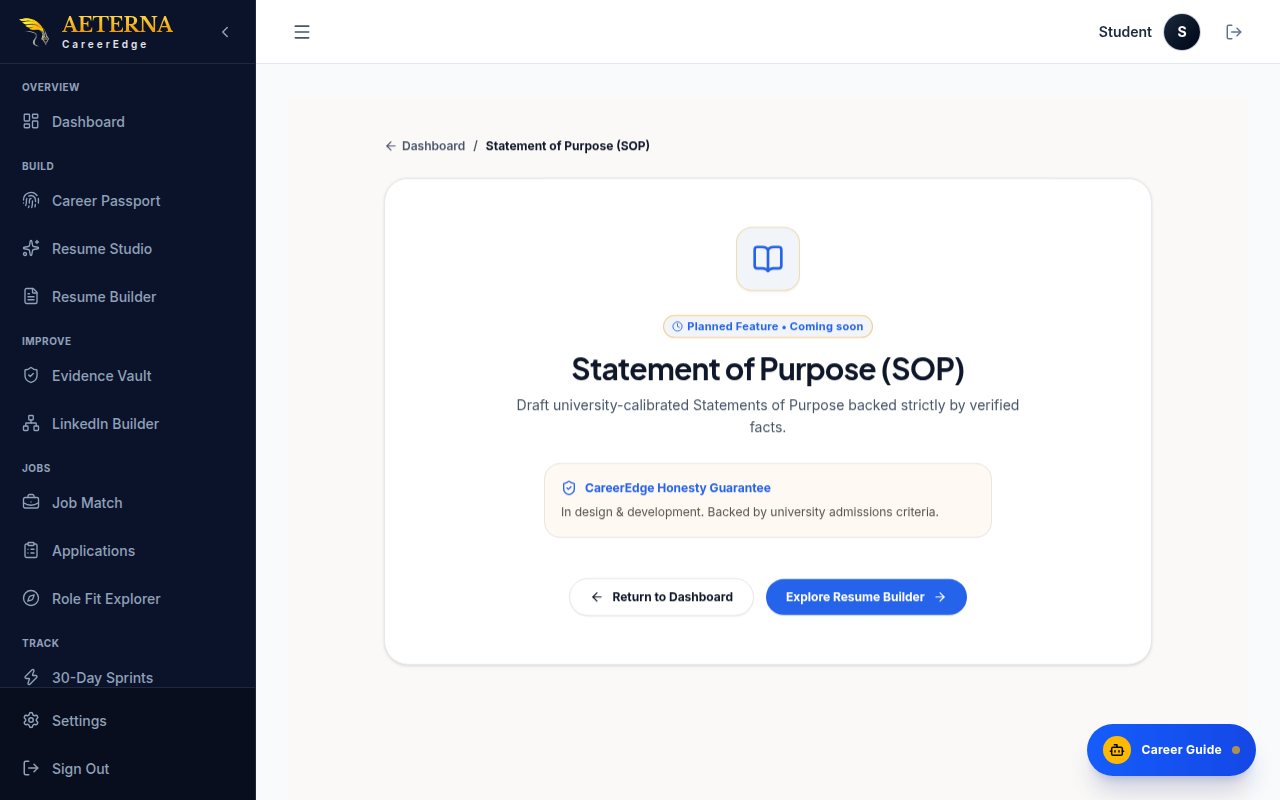 AETERNA
CareerEdge
OVERVIEW
Dashboard
BUILD
Career Passport
Resume Studio
Resume Builder
IMPROVE
Evidence Vault
LinkedIn Builder
JOBS
Job Match
Applications
Role Fit Explorer
TRACK
30-Day Sprints
Settings
Sign Out
Student S
Dashboard / Statement of Purpose (SOP)
Planned Feature • Coming soon
Statement of Purpose (SOP)
Draft university-calibrated Statements of Purpose backed strictly by verified
facts.
CareerEdge Honesty Guarantee
In design & development. Backed by university admissions criteria.
Return to Dashboard
Explore Resume Builder
Career Guide